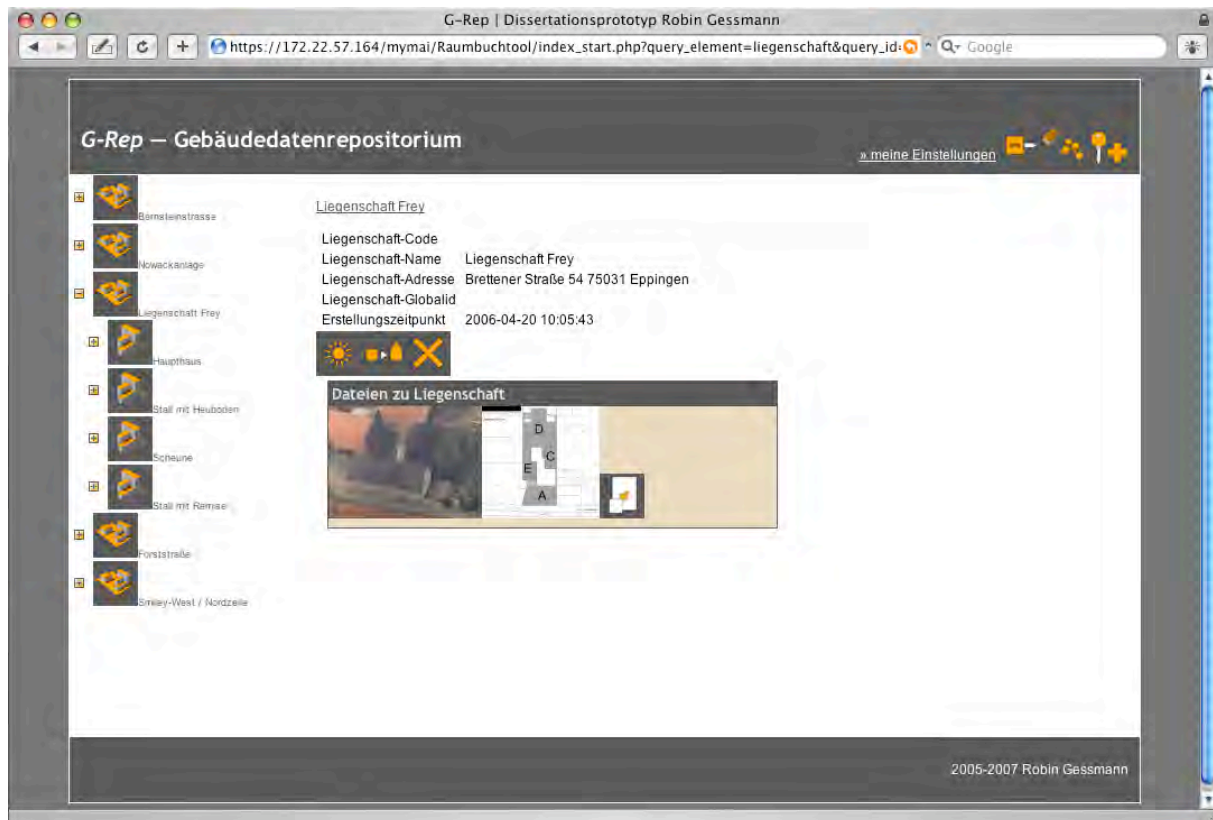 G-Rep | Dissertationsprototyp Robin Gessmann
https://172.22.57.164/mymai/Raumbuchtool/index_start.php?query_element=liegenschaft&query_id=
Google
G-Rep — Gebäudedatenrepositorium
» meine Einstellungen
Bernsteinstrasse
Nowackanlage
Liegenschaft Frey
Haupthaus
Stall mit Heuboden
Scheune
Stall mit Remise
Forststraße
Smiley-West / Nordzeile
Liegenschaft Frey
Liegenschaft-Code
Liegenschaft-Name Liegenschaft Frey
Liegenschaft-Adresse Brettener Straße 54 75031 Eppingen
Liegenschaft-Globalid
Erstellungszeitpunkt 2006-04-20 10:05:43
Dateien zu Liegenschaft
D
C
E
A
2005-2007 Robin Gessmann